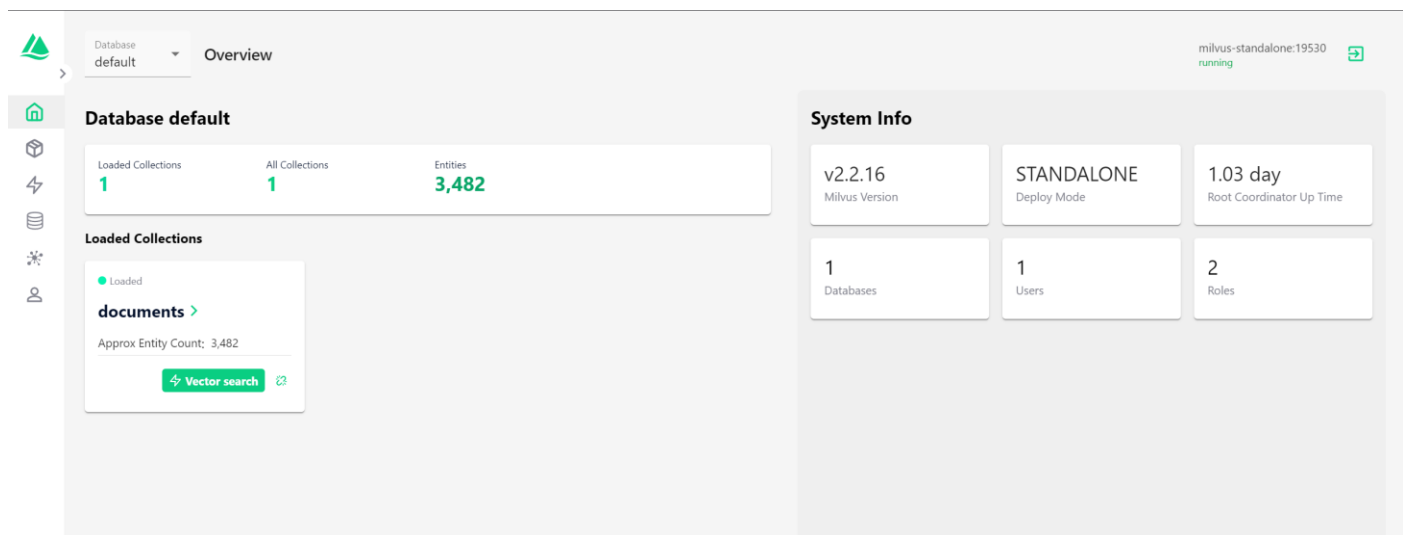 Database
default
Overview
milvus-standalone:19530
running
Database default
Loaded Collections
All Collections
Entities
1
1
3,482
Loaded Collections
Loaded
documents
Approx Entity Count: 3,482
Vector search
System Info
v2.2.16
Milvus Version
STANDALONE
Deploy Mode
1.03 day
Root Coordinator Up Time
1
Databases
1
Users
2
Roles